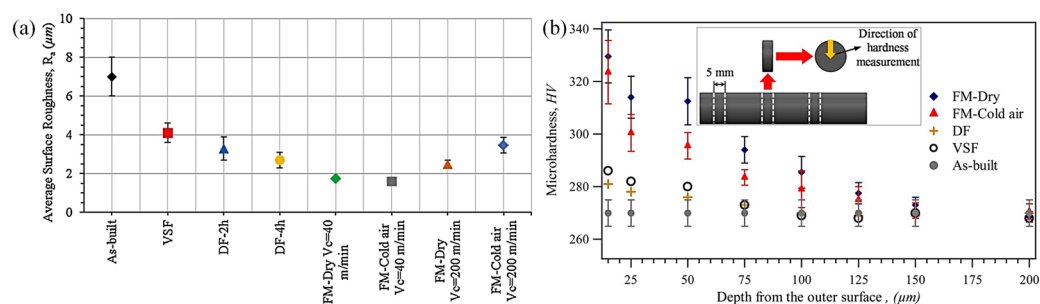 (a)
Average Surface Roughness, Ra (μm)
10
8
6
4
2
0
As-built
VSF
DF-2h
DF-4h
FM-Dry Vc=40
m/min
FM-Cold air
Vc=40 m/min
FM-Dry
Vc=200 m/min
FM-Cold air
Vc=200 m/min
(b)
Microhardness, HV
340
320
300
280
260
5 mm
Direction of
hardness
measurement
FM-Dry
FM-Cold air
DF
VSF
As-built
25
50
75
100
125
150
175
200
Depth from the outer surface , (μm)